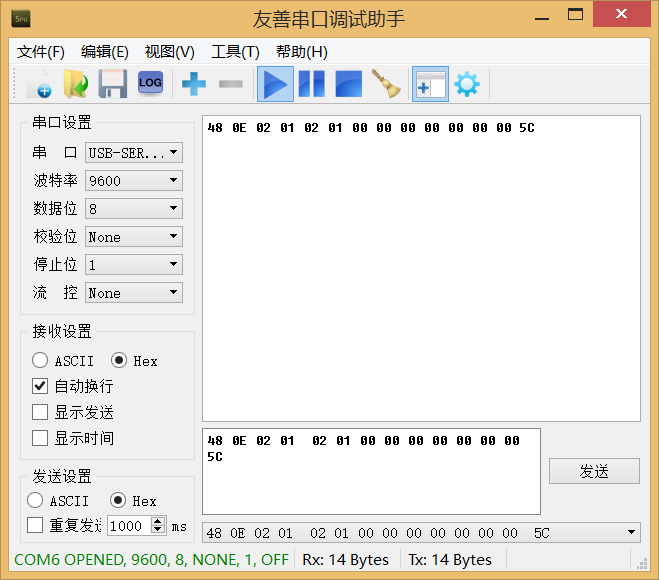 SPU
友善串口调试助手
文件(F) 编辑(E) 视图(V) 工具(T) 帮助(H)
LOG
串口设置
串 口 USB-SER...
波特率 9600
数据位 8
校验位 None
停止位 1
流 控 None
接收设置
ASCII Hex
自动换行
显示发送
显示时间
发送设置
ASCII Hex
重复发送 1000 ms
48 0E 02 01 02 01 00 00 00 00 00 00 00 5C
48 0E 02 01 02 01 00 00 00 00 00 00 00
5C
发送
48 0E 02 01 02 01 00 00 00 00 00 00 00 5C
COM6 OPENED, 9600, 8, NONE, 1, OFF Rx: 14 Bytes Tx: 14 Bytes